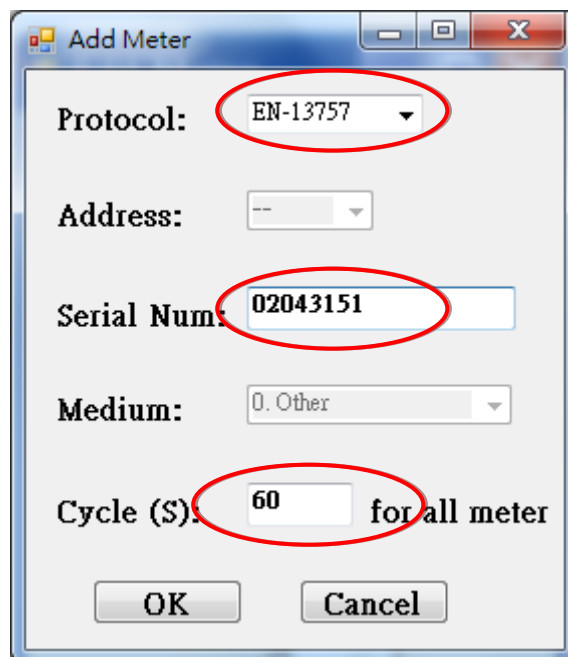 Add Meter
Protocol: EN-13757
Address: --
Serial Num: 02043151
Medium: 0. Other
Cycle (S): 60 for all meter
OK Cancel